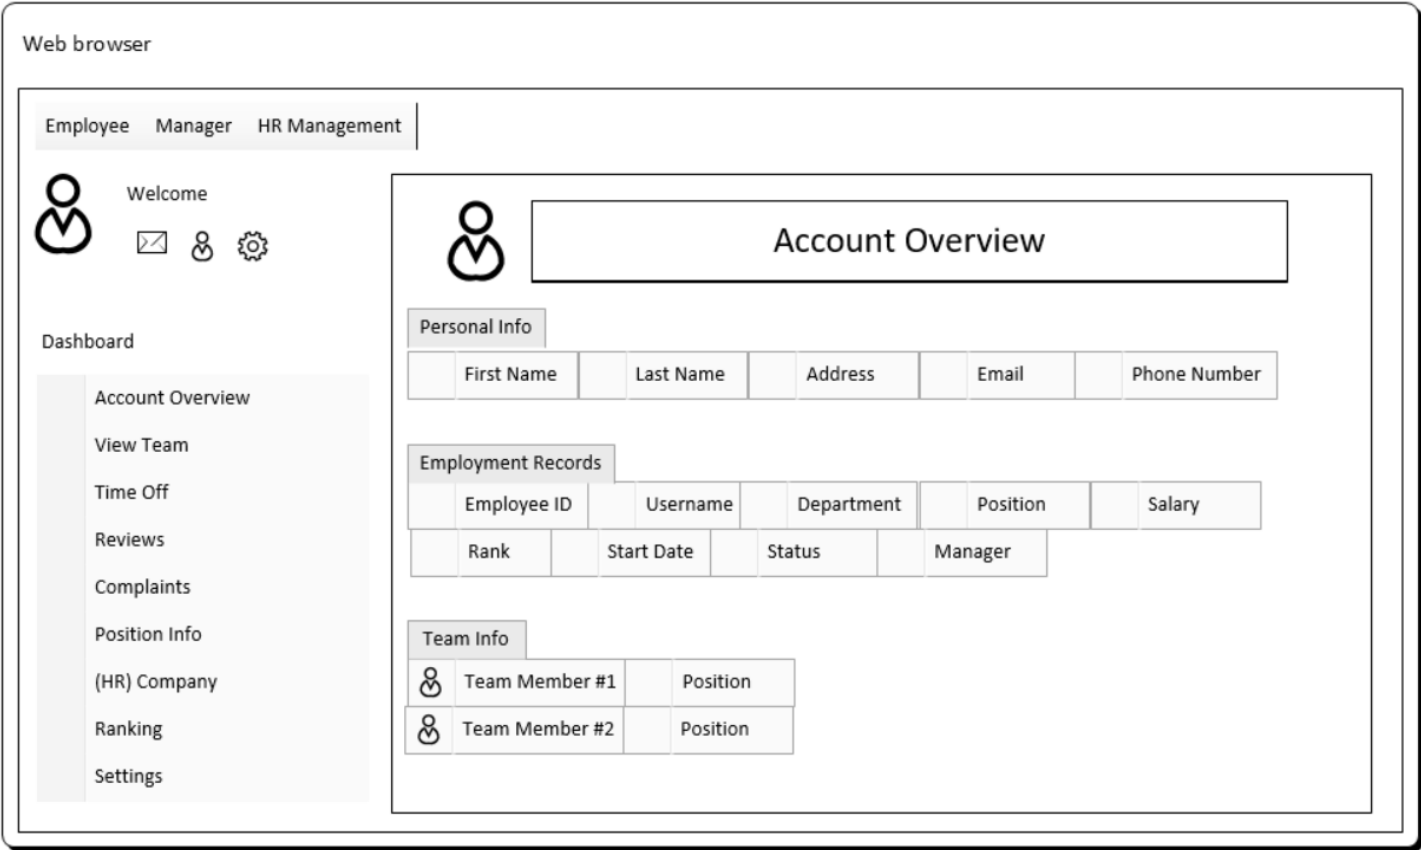 Web browser
Employee Manager HR Management
Welcome
Dashboard
Account Overview
View Team
Time Off
Reviews
Complaints
Position Info
(HR) Company
Ranking
Settings
Account Overview
Personal Info
First Name Last Name Address Email Phone Number
Employment Records
Employee ID Username Department Position Salary
Rank Start Date Status Manager
Team Info
Team Member #1 Position
Team Member #2 Position